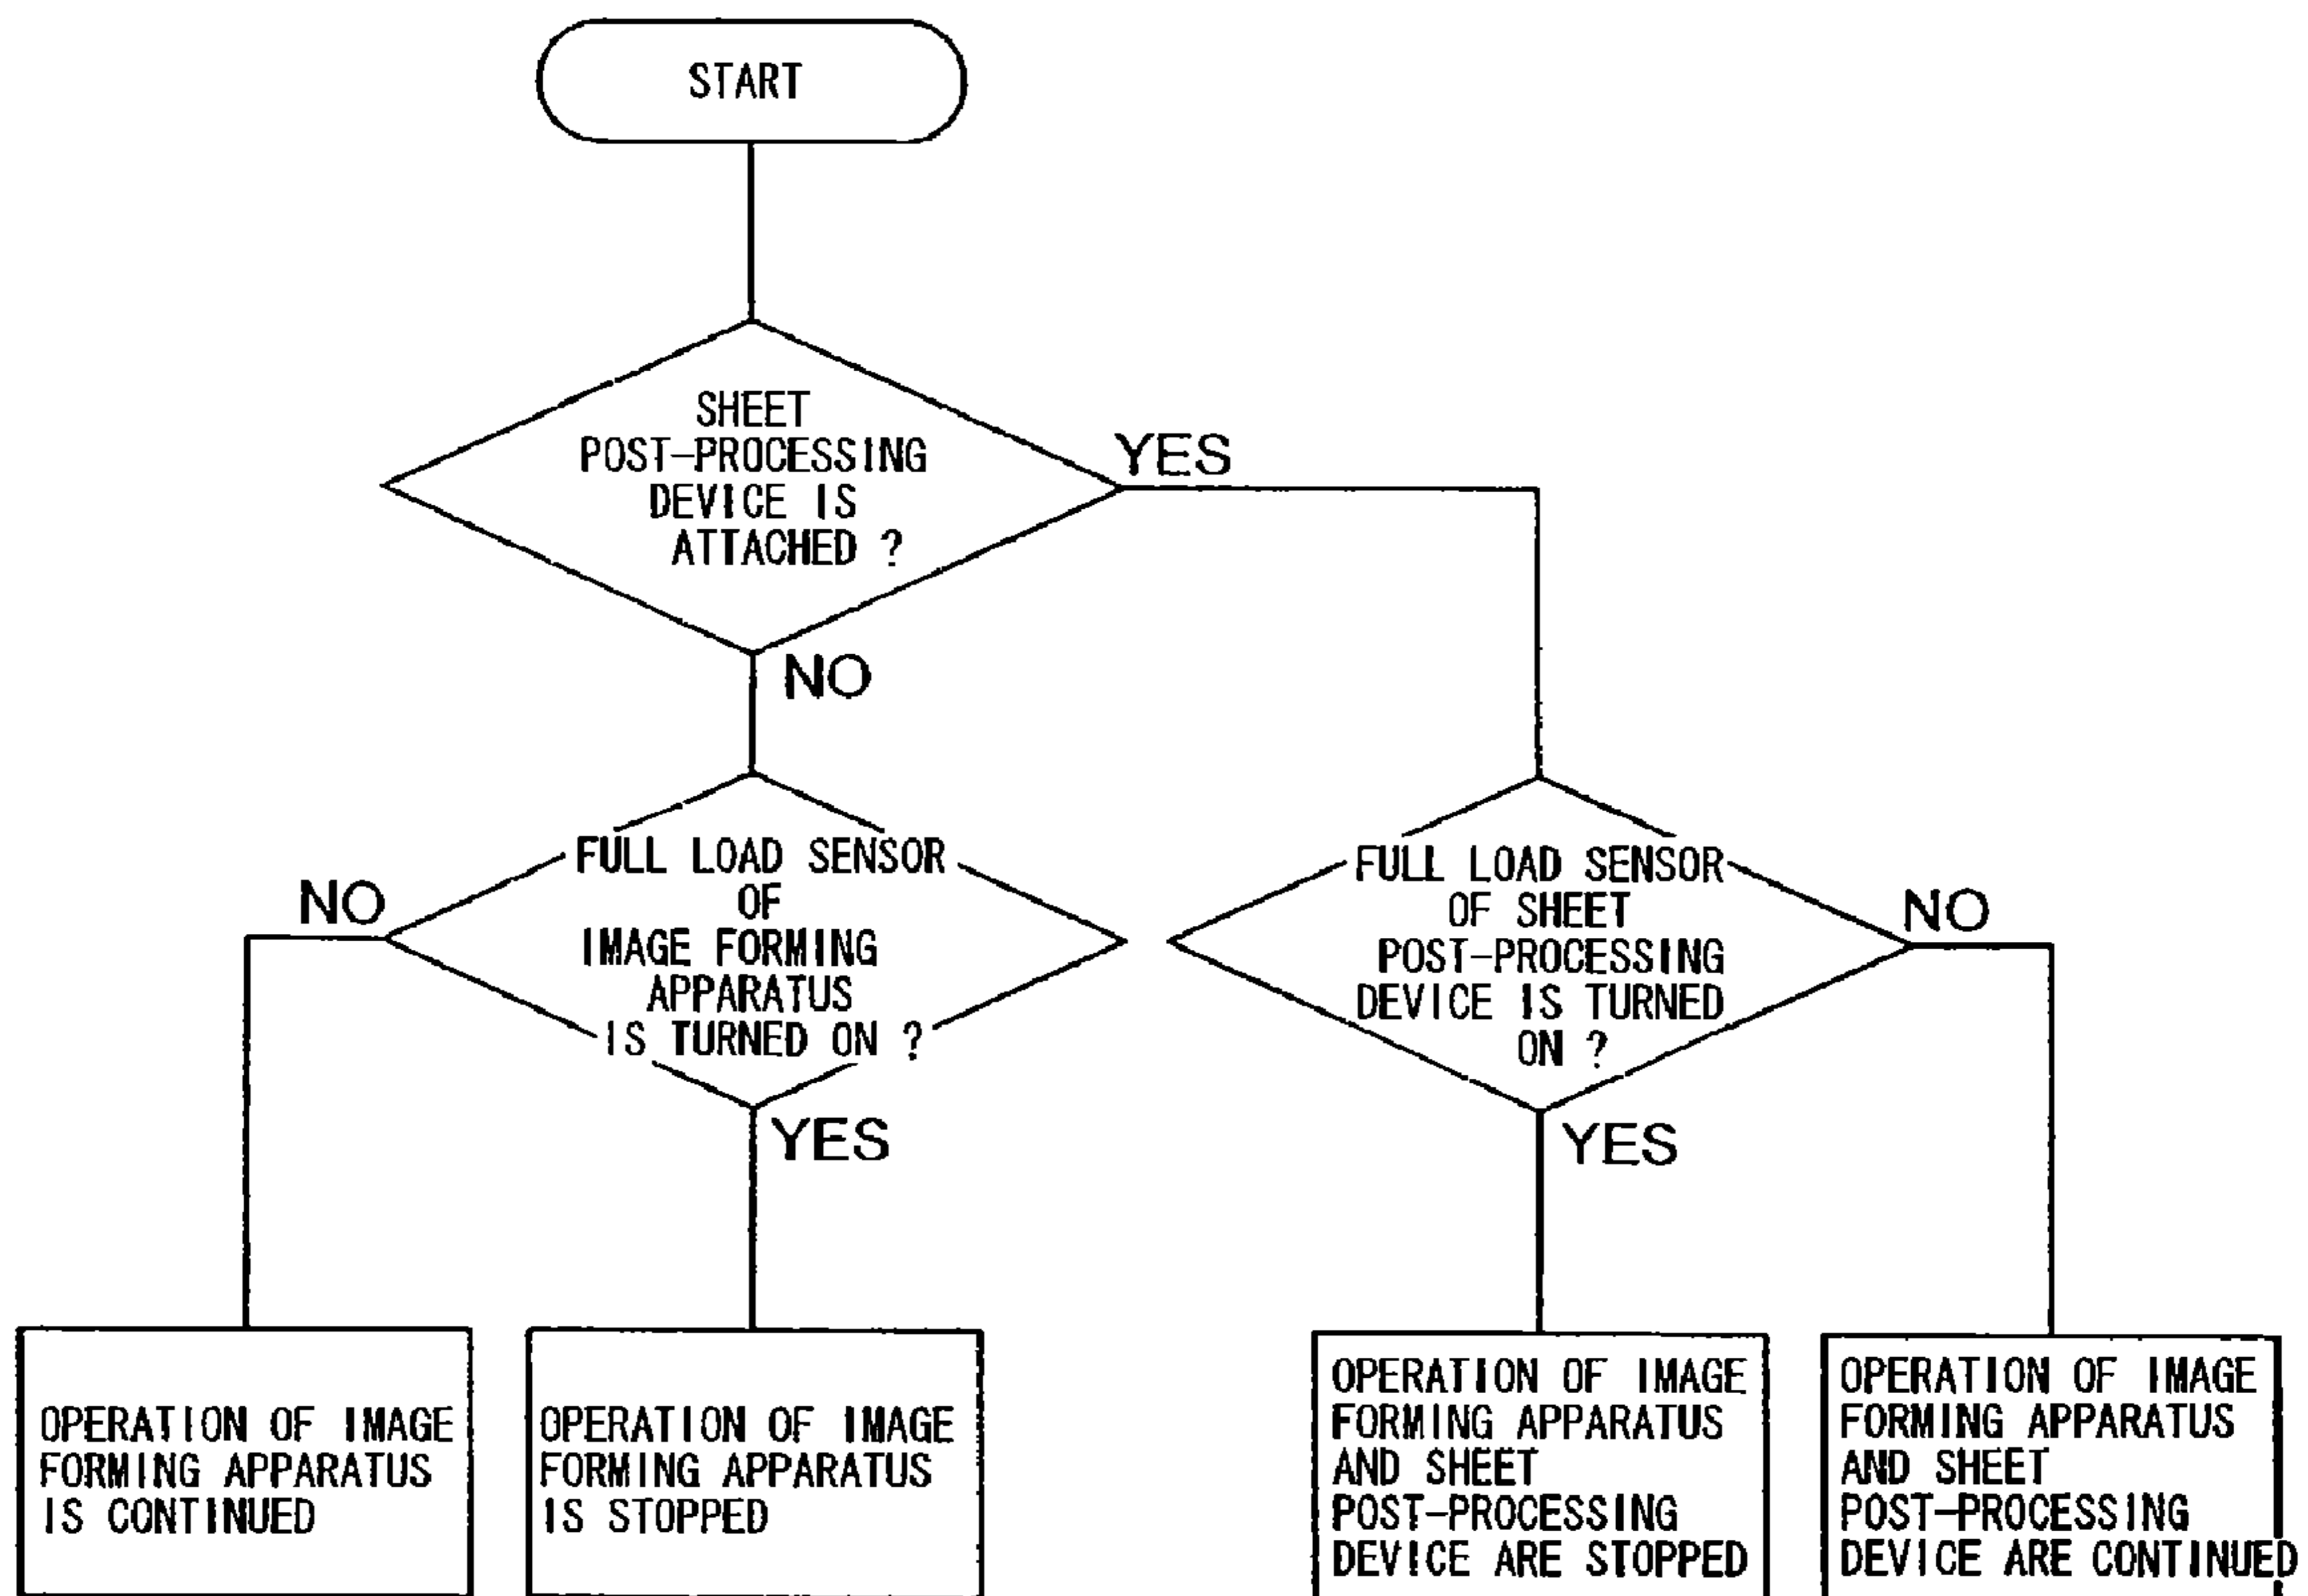 START
SHEET
POST-PROCESSING
DEVICE IS
ATTACHED ?
YES
NO
FULL LOAD SENSOR
OF
IMAGE FORMING
APPARATUS
IS TURNED ON ?
NO
YES
FULL LOAD SENSOR
OF SHEET
POST-PROCESSING
DEVICE IS TURNED
ON ?
NO
YES
OPERATION OF IMAGE
FORMING APPARATUS
IS CONTINUED
OPERATION OF IMAGE
FORMING APPARATUS
IS STOPPED
OPERATION OF IMAGE
FORMING APPARATUS
AND SHEET
POST-PROCESSING
DEVICE ARE STOPPED
OPERATION OF IMAGE
FORMING APPARATUS
AND SHEET
POST-PROCESSING
DEVICE ARE CONTINUED